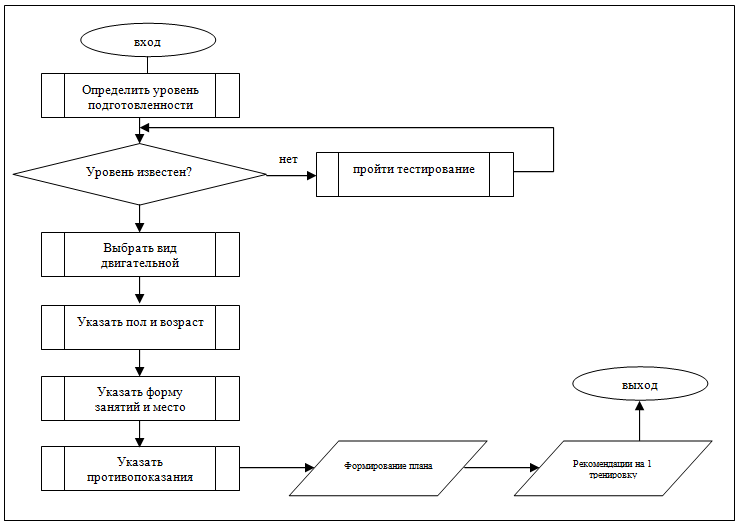 вход
Определить уровень
подготовленности
Уровень известен?
нет
пройти тестирование
Выбрать вид
двигательной
Указать пол и возраст
Указать форму
занятий и место
Указать
противопоказания
Формирование плана
Рекомендации на 1
тренировку
выход